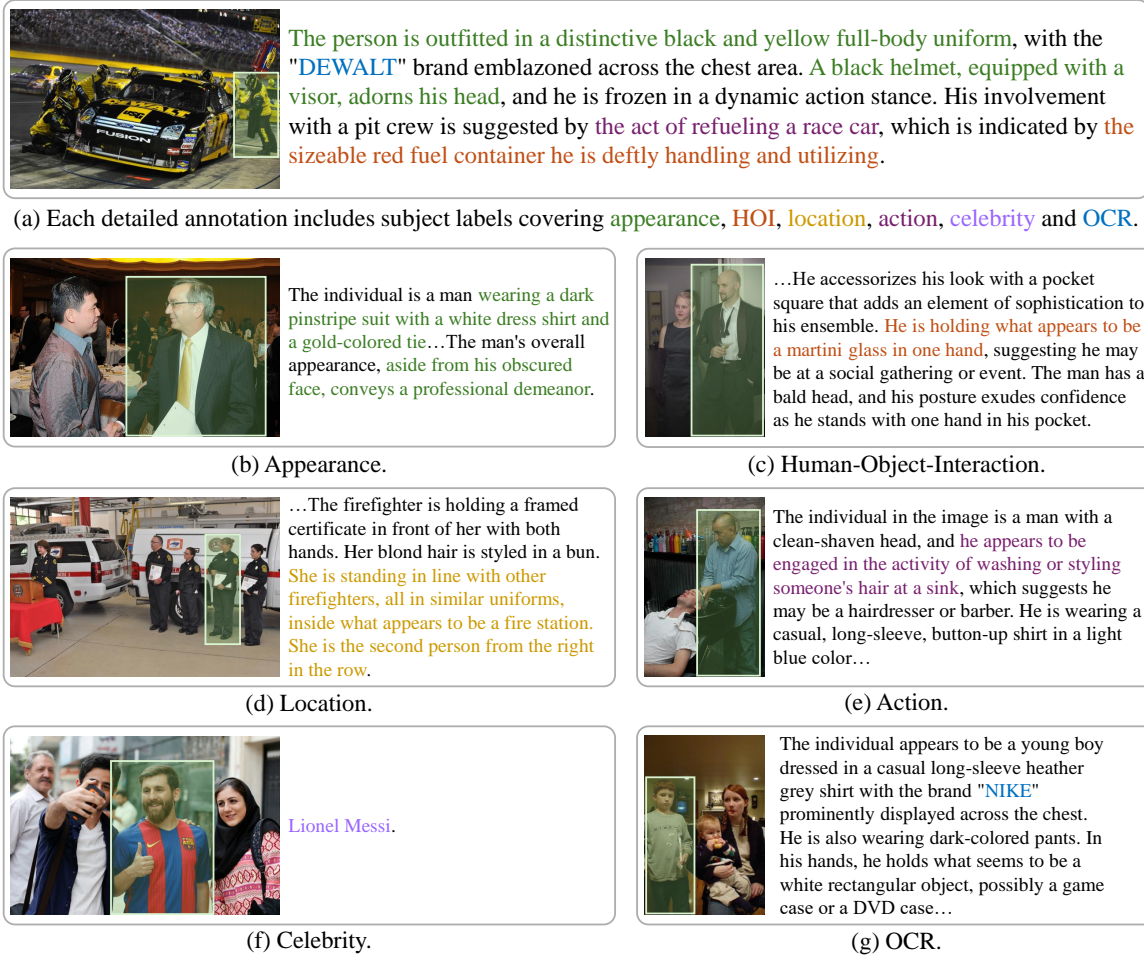 The person is outfitted in a distinctive black and yellow full-body uniform, with the
"DEWALT" brand emblazoned across the chest area. A black helmet, equipped with a
visor, adorns his head, and he is frozen in a dynamic action stance. His involvement
with a pit crew is suggested by the act of refueling a race car, which is indicated by the
sizeable red fuel container he is deftly handling and utilizing.
DEWALT
FUSION
(a) Each detailed annotation includes subject labels covering appearance, HOI, location, action, celebrity and OCR.
The individual is a man wearing a dark
pinstripe suit with a white dress shirt and
a gold-colored tie…The man's overall
appearance, aside from his obscured
face, conveys a professional demeanor.
(b) Appearance.
…He accessorizes his look with a pocket
square that adds an element of sophistication to
his ensemble. He is holding what appears to be
a martini glass in one hand, suggesting he may
be at a social gathering or event. The man has a
bald head, and his posture exudes confidence
as he stands with one hand in his pocket.
(c) Human-Object-Interaction.
…The firefighter is holding a framed
certificate in front of her with both
hands. Her blond hair is styled in a bun.
She is standing in line with other
firefighters, all in similar uniforms,
inside what appears to be a fire station.
She is the second person from the right
in the row.
(d) Location.
The individual in the image is a man with a
clean-shaven head, and he appears to be
engaged in the activity of washing or styling
someone's hair at a sink, which suggests he
may be a hairdresser or barber. He is wearing a
casual, long-sleeve, button-up shirt in a light
blue color…
(e) Action.
Lionel Messi.
(f) Celebrity.
The individual appears to be a young boy
dressed in a casual long-sleeve heather
grey shirt with the brand "NIKE"
prominently displayed across the chest.
He is also wearing dark-colored pants. In
his hands, he holds what seems to be a
white rectangular object, possibly a game
case or a DVD case…
(g) OCR.